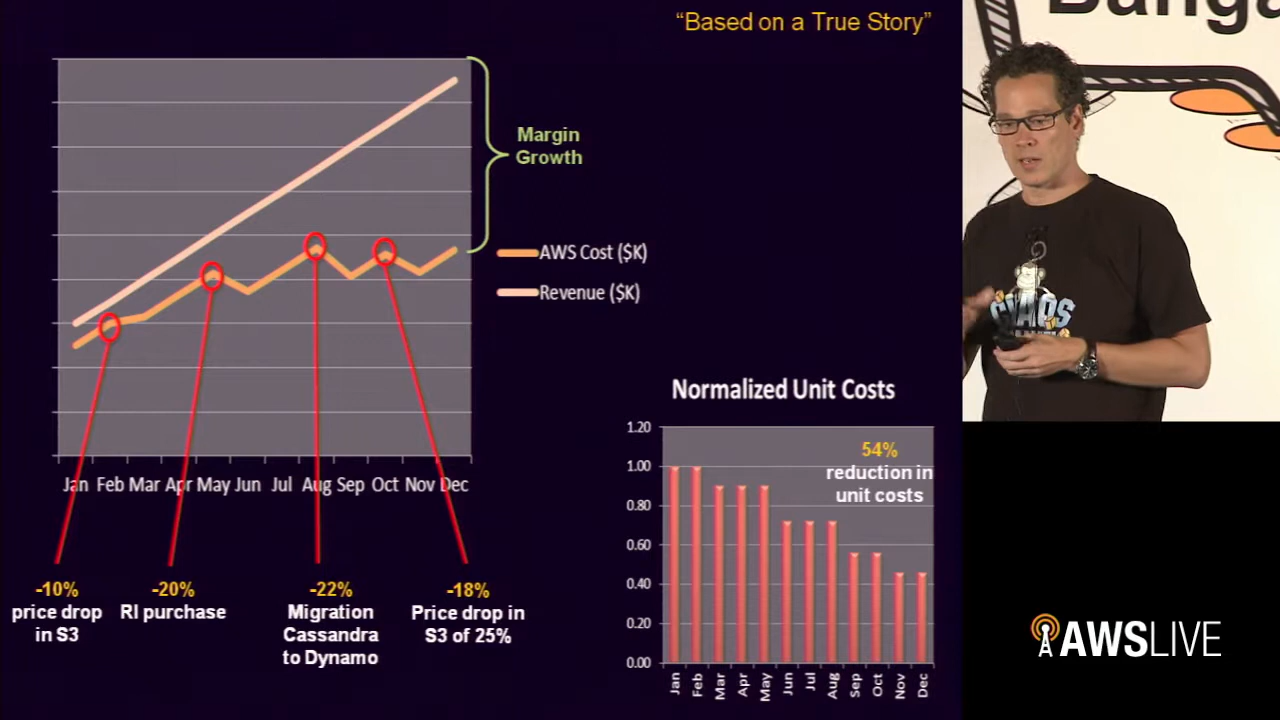 “Based on a True Story”
Margin
Growth
AWS Cost ($K)
Revenue ($K)
Jan Feb Mar Apr May Jun Jul Aug Sep Oct Nov Dec
-10%
price drop
in S3
-20%
RI purchase
-22%
Migration
Cassandra
to Dynamo
-18%
Price drop in
S3 of 25%
Normalized Unit Costs
1.20
1.00
0.80
0.60
0.40
0.20
0.00
54%
reduction in
unit costs
Jan Feb Mar Apr May Jun Jul Aug Sep Oct Nov Dec
CHAOS
AWSLIVE